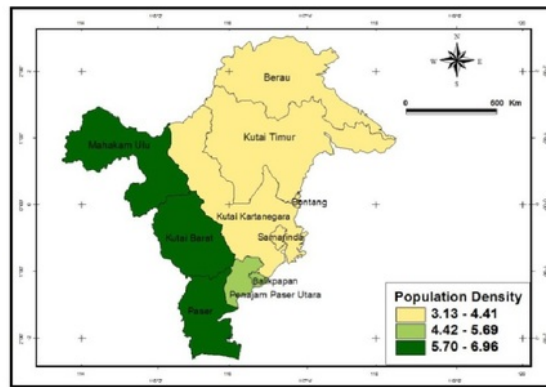 N
W E
S
0 600 Km
Berau
Kutai Timur
Mahakam Ulu
Bontang
Kutai Kartanegara
Samarinda
Kutai Barat
Balikpapan
Penajam Paser Utara
Paser
Population Density
3.13 - 4.41
4.42 - 5.69
5.70 - 6.96